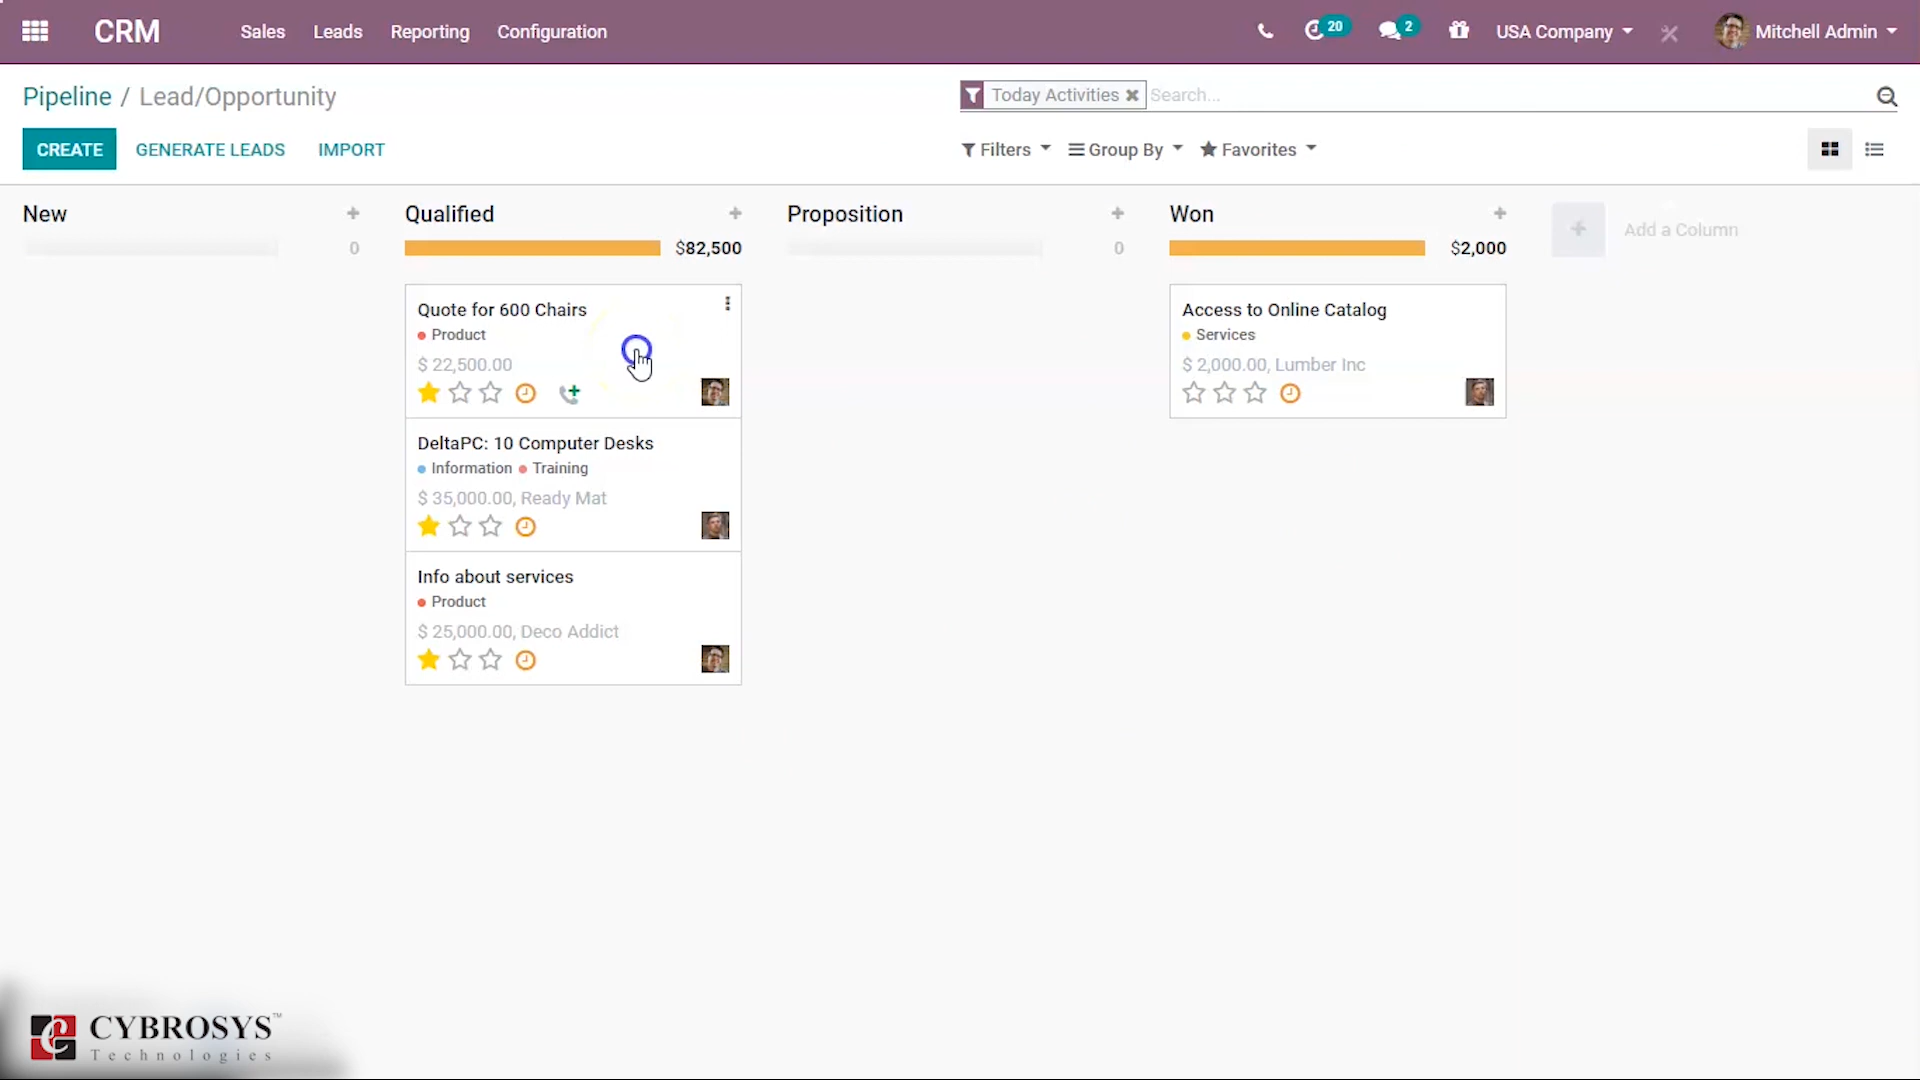 CRM Sales Leads Reporting Configuration 20 2 USA Company Mitchell Admin
Pipeline / Lead/Opportunity
Today Activities Search...
CREATE GENERATE LEADS IMPORT
Filters Group By Favorites
New
0
Qualified
$82,500
Quote for 600 Chairs
Product
$ 22,500.00
DeltaPC: 10 Computer Desks
Information Training
$ 35,000.00, Ready Mat
Info about services
Product
$ 25,000.00, Deco Addict
Proposition
0
Won
$2,000
Access to Online Catalog
Services
$ 2,000.00, Lumber Inc
Add a Column
CYBROSYS™
Technologies